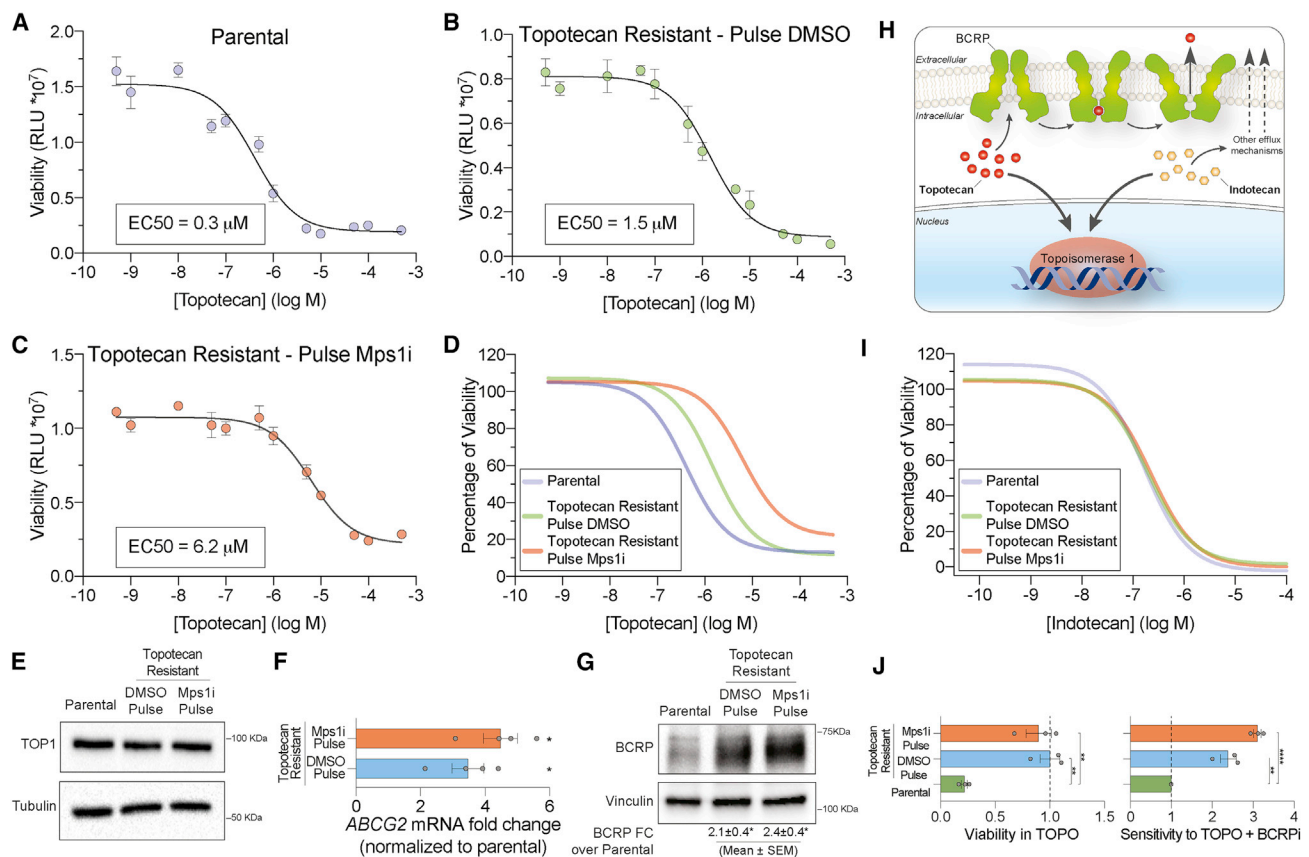 A
Parental
Viability (RLU *10⁷)
2.0
1.5
1.0
0.5
0.0
EC50 = 0.3 µM
-10 -9 -8 -7 -6 -5 -4 -3
[Topotecan] (log M)
B
Topotecan Resistant - Pulse DMSO
Viability (RLU *10⁷)
1.0
0.8
0.6
0.4
0.2
0.0
EC50 = 1.5 µM
-10 -9 -8 -7 -6 -5 -4 -3
[Topotecan] (log M)
H
BCRP
Extracellular
Intracellular
Other efflux
mechanisms
Topotecan
Indotecan
Nucleus
Topoisomerase 1
C
Topotecan Resistant - Pulse Mps1i
Viability (RLU *10⁷)
1.5
1.0
0.5
0.0
EC50 = 6.2 µM
-10 -9 -8 -7 -6 -5 -4 -3
[Topotecan] (log M)
D
Percentage of Viability
120
100
80
60
40
20
0
Parental
Topotecan Resistant
Pulse DMSO
Topotecan Resistant
Pulse Mps1i
-10 -9 -8 -7 -6 -5 -4 -3
[Topotecan] (log M)
I
Percentage of Viability
120
100
80
60
40
20
0
Parental
Topotecan Resistant
Pulse DMSO
Topotecan Resistant
Pulse Mps1i
-10 -9 -8 -7 -6 -5 -4
[Indotecan] (log M)
E
Topotecan
Resistant
Parental
DMSO
Pulse
Mps1i
Pulse
TOP1
-100 KDa
Tubulin
-50 KDa
F
Topotecan
Resistant
Mps1i
Pulse
*
DMSO
Pulse
*
0 2 4 6
ABCG2 mRNA fold change
(normalized to parental)
G
Topotecan
Resistant
Parental
DMSO
Pulse
Mps1i
Pulse
-75KDa
BCRP
Vinculin
-100 KDa
BCRP FC
over Parental
2.1±0.4* 2.4±0.4*
(Mean ± SEM)
J
Topotecan
Resistant
Mps1i
Pulse
DMSO
Pulse
Parental
**
**
0.0 0.5 1.0 1.5
Viability in TOPO
**
****
0 1 2 3 4
Sensitivity to TOPO + BCRPi